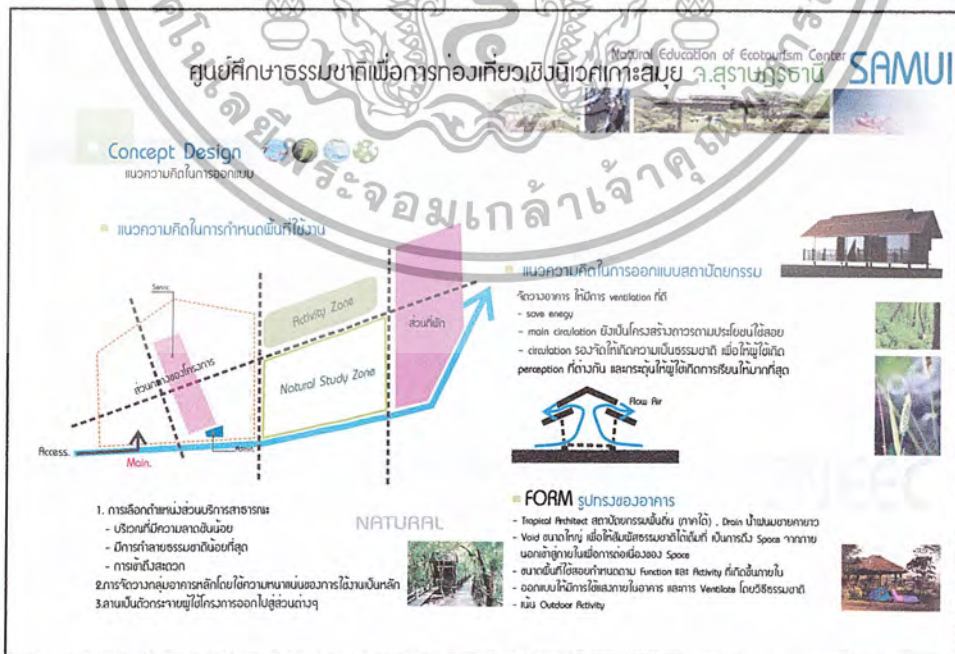 Natural Education of Ecotourism Center
SAMUI
ศูนย์ศึกษาธรรมชาติเพื่อการท่องเที่ยวเชิงนิเวศเกาะสมุย จ.สุราษฎร์ธานี
Concept Design
แนวความคิดในการออกแบบ
พระจอมเกล้าเจ้าคุณ
แนวความคิดในการกำหนดพื้นที่ใช้งาน
Activity Zone
ส่วนที่พัก
ส่วนกลางของโครงการ
Natural Study Zone
Access.
Main.
1. การเลือกตำแหน่งส่วนบริการสาธารณะ
- บริเวณที่มีความลาดชันน้อย
- มีการทำลายธรรมชาติน้อยที่สุด
- การเข้าถึงสะดวก
2.การจัดวางกลุ่มอาคารหลักโดยใช้ความหนาแน่นของการใช้งานเป็นหลัก
3.ลานเป็นตัวกระจายผู้ใช้โครงการออกไปสู่ส่วนต่างๆ
NATURAL
แนวความคิดในการออกแบบสถาปัตยกรรม
จัดวางอาคาร ให้มีการ ventilation ที่ดี
- save enegy
- main circulation ยังเป็นโครงสร้างถาวรตามประโยชน์ใช้สอย
- circulation รองจัดให้เกิดความเป็นธรรมชาติ เพื่อให้ผู้ใช้เกิด
perception ที่ต่างกัน และกระตุ้นให้ผู้ใช้เกิดการเรียนให้มากที่สุด
Flow Air
FORM รูปทรงของอาคาร
- Tropical Architect สถาปัตยกรรมพื้นถิ่น (ภาคใต้) , Drain น้ำฝนชายคายาว
- Void ขนาดใหญ่ เพื่อให้สัมผัสธรรมชาติได้เต็มที่ เป็นการดึง Space จากภาย
นอกเข้าสู่ภายในเพื่อการต่อเนื่องของ Space
- ขนาดพื้นที่ใช้สอยกำหนดตาม Function และ Activity ที่เกิดขึ้นภายใน
- ออกแบบให้มีการใช้แสงภายในอาคาร และการ Ventilate โดยวิธีธรรมชาติ
- เน้น Outdoor Activity